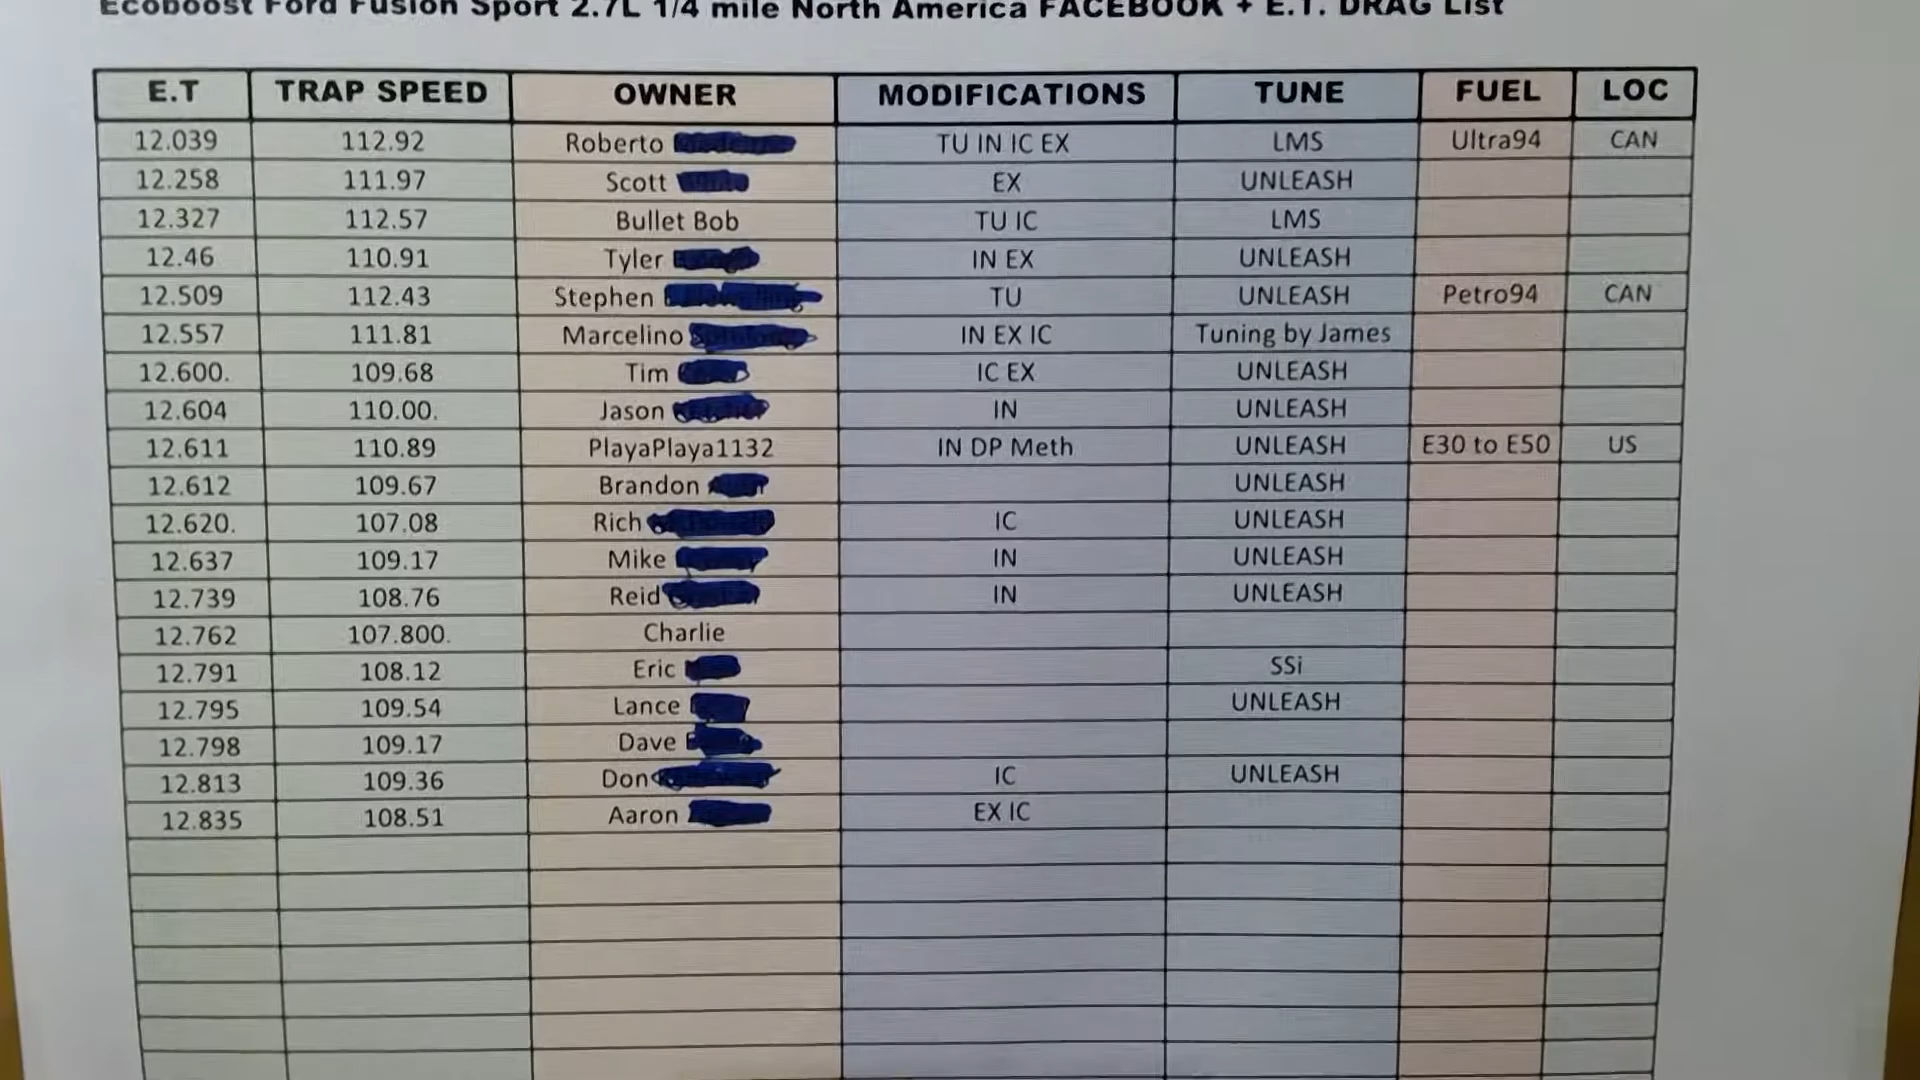 Ecoboost Ford Fusion Sport 2.7L 1/4 mile North America FACEBOOK + E.T. DRAG List
E.T TRAP SPEED OWNER MODIFICATIONS TUNE FUEL LOC
12.039 112.92 Roberto TU IN IC EX LMS Ultra94 CAN
12.258 111.97 Scott EX UNLEASH
12.327 112.57 Bullet Bob TU IC LMS
12.46 110.91 Tyler IN EX UNLEASH
12.509 112.43 Stephen TU UNLEASH Petro94 CAN
12.557 111.81 Marcelino IN EX IC Tuning by James
12.600. 109.68 Tim IC EX UNLEASH
12.604 110.00. Jason IN UNLEASH
12.611 110.89 PlayaPlaya1132 IN DP Meth UNLEASH E30 to E50 US
12.612 109.67 Brandon UNLEASH
12.620. 107.08 Rich IC UNLEASH
12.637 109.17 Mike IN UNLEASH
12.739 108.76 Reid IN UNLEASH
12.762 107.800. Charlie
12.791 108.12 Eric SSi
12.795 109.54 Lance UNLEASH
12.798 109.17 Dave
12.813 109.36 Don IC UNLEASH
12.835 108.51 Aaron EX IC